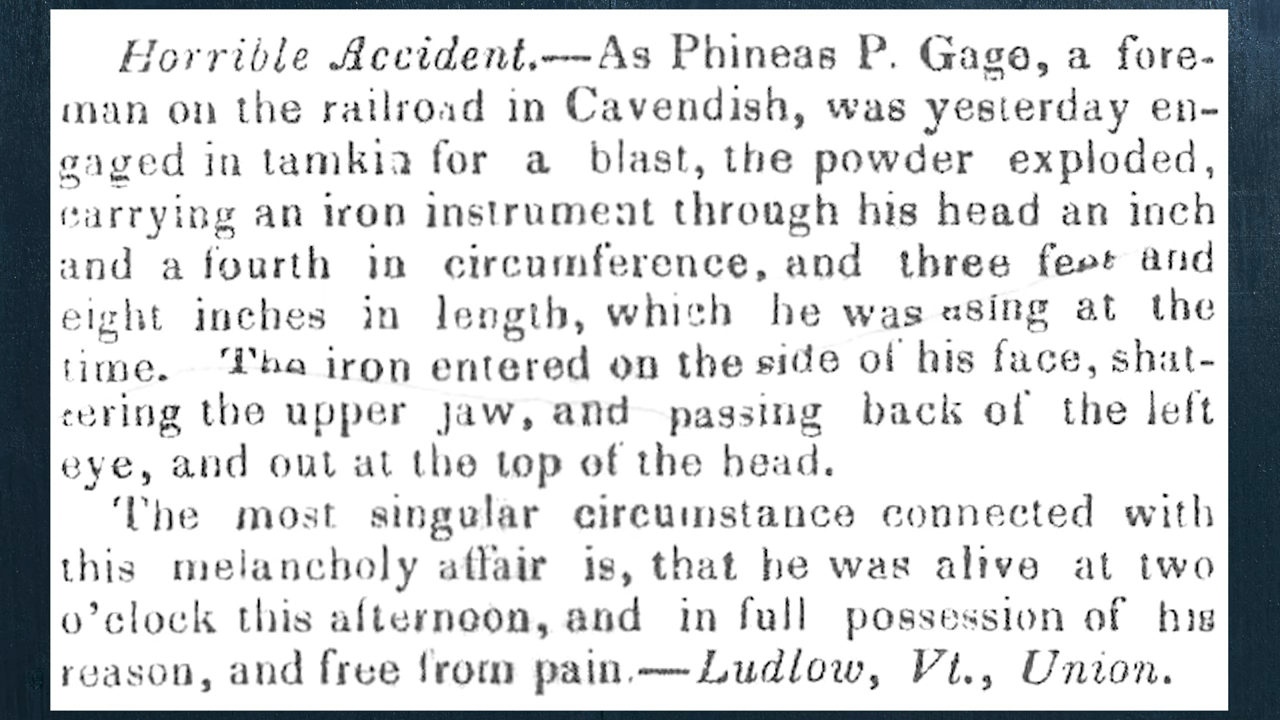 Horrible Accident.—As Phineas P. Gage, a fore-
man on the railroad in Cavendish, was yesterday en-
gaged in tamkin for a blast, the powder exploded,
carrying an iron instrument through his head an inch
and a fourth in circumference, and three feet and
eight inches in length, which he was using at the
time. The iron entered on the side of his face, shat-
tering the upper jaw, and passing back of the left
eye, and out at the top of the head.
The most singular circumstance connected with
this melancholy affair is, that he was alive at two
o'clock this afternoon, and in full possession of his
reason, and free from pain.—Ludlow, Vt., Union.